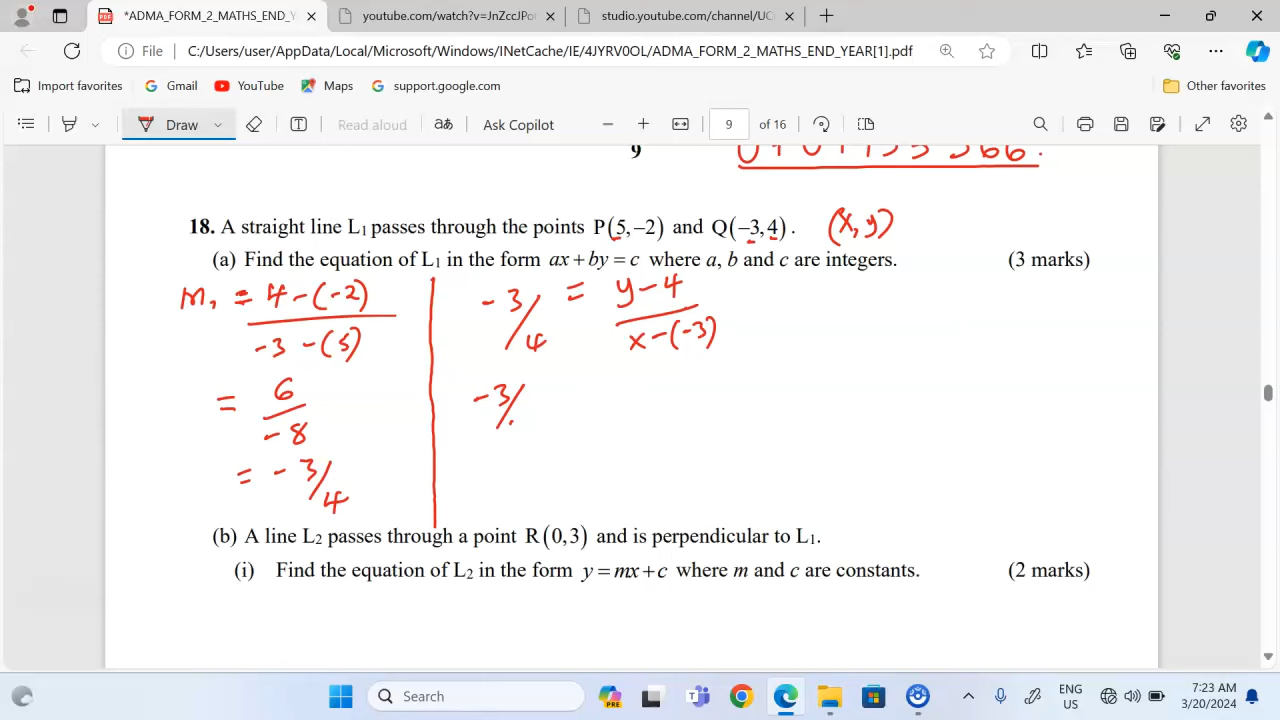 *ADMA_FORM_2_MATHS_END_Y
youtube.com/watch?v=JnZccJPo
studio.youtube.com/channel/UC
File
C:/Users/user/AppData/Local/Microsoft/Windows/INetCache/IE/4JYRV0OL/ADMA_FORM_2_MATHS_END_YEAR[1].pdf
Import favorites Gmail YouTube Maps support.google.com Other favorites
Draw Read aloud aあ Ask Copilot 9 of 16
9
18. A straight line L₁ passes through the points P(5,−2) and Q(−3,4). (x,y)
(a) Find the equation of L₁ in the form ax+by=c where a, b and c are integers. (3 marks)
M₁ = 4-(-2) / -3-(5)
= 6/-8
= -3/4
-3/4 = y-4 / x-(-3)
-3/
(b) A line L₂ passes through a point R(0,3) and is perpendicular to L₁.
(i) Find the equation of L₂ in the form y=mx+c where m and c are constants. (2 marks)
Search
PRE
ENG
US
7:23 AM
3/20/2024